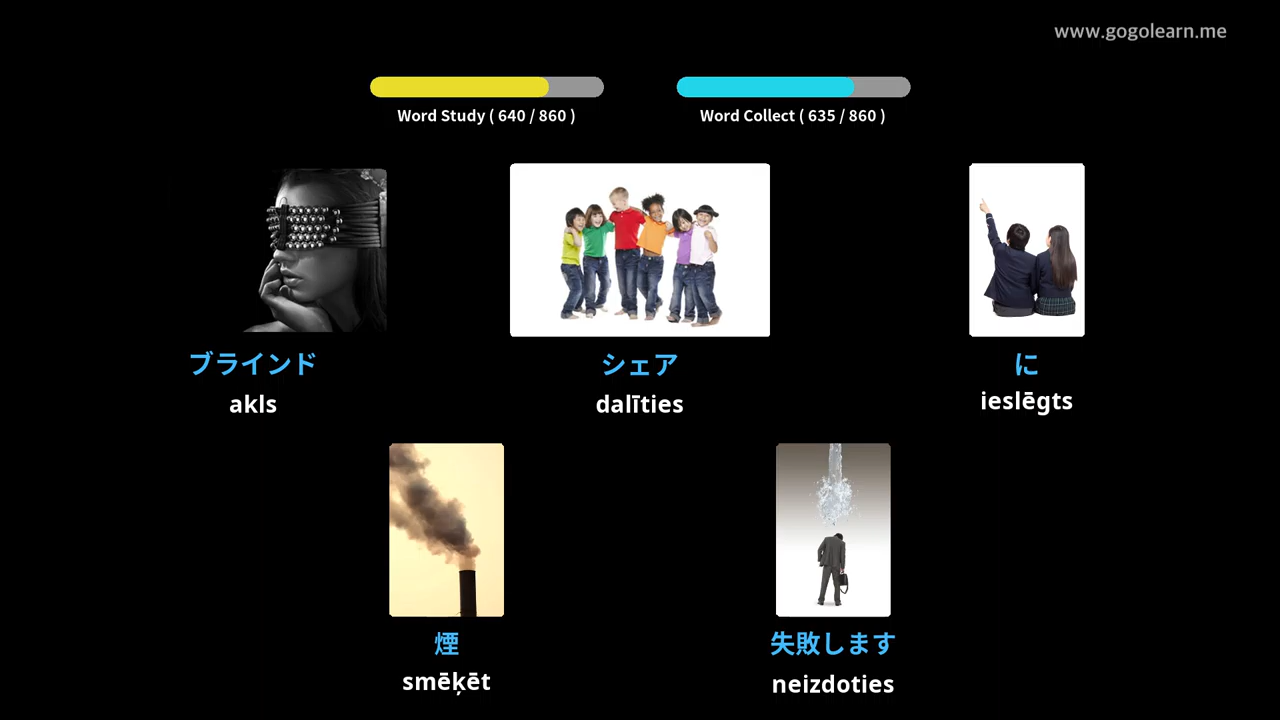 www.gogolearn.me
Word Study ( 640 / 860 )
Word Collect ( 635 / 860 )
ブラインド
akls
シェア
dalīties
に
ieslēgts
煙
smēķēt
失敗します
neizdoties